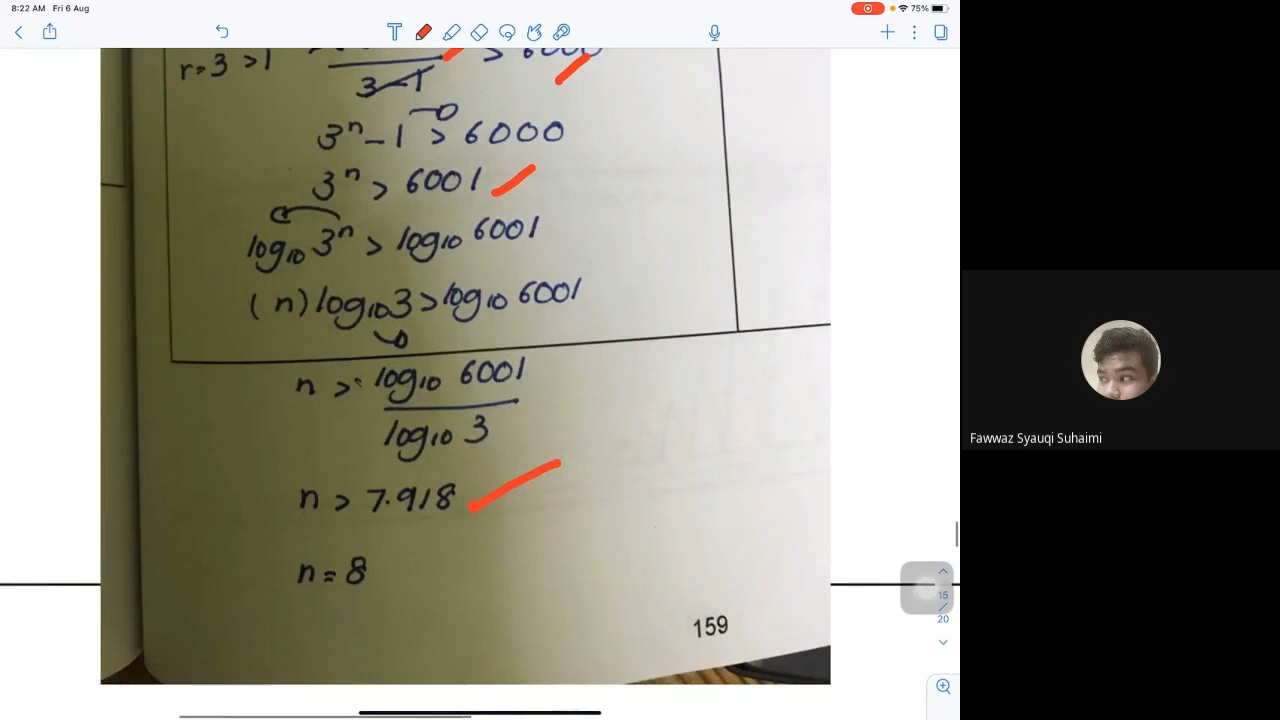 8:22 AM Fri 6 Aug
75%
r=3 >1
3-1
> 6000
3ⁿ - 1 > 6000
3ⁿ > 6001
log₁₀ 3ⁿ > log₁₀ 6001
(n) log₁₀ 3 > log₁₀ 6001
n > log₁₀ 6001
log₁₀ 3
n > 7.918
n = 8
159
15
/
20
Fawwaz Syauqi Suhaimi